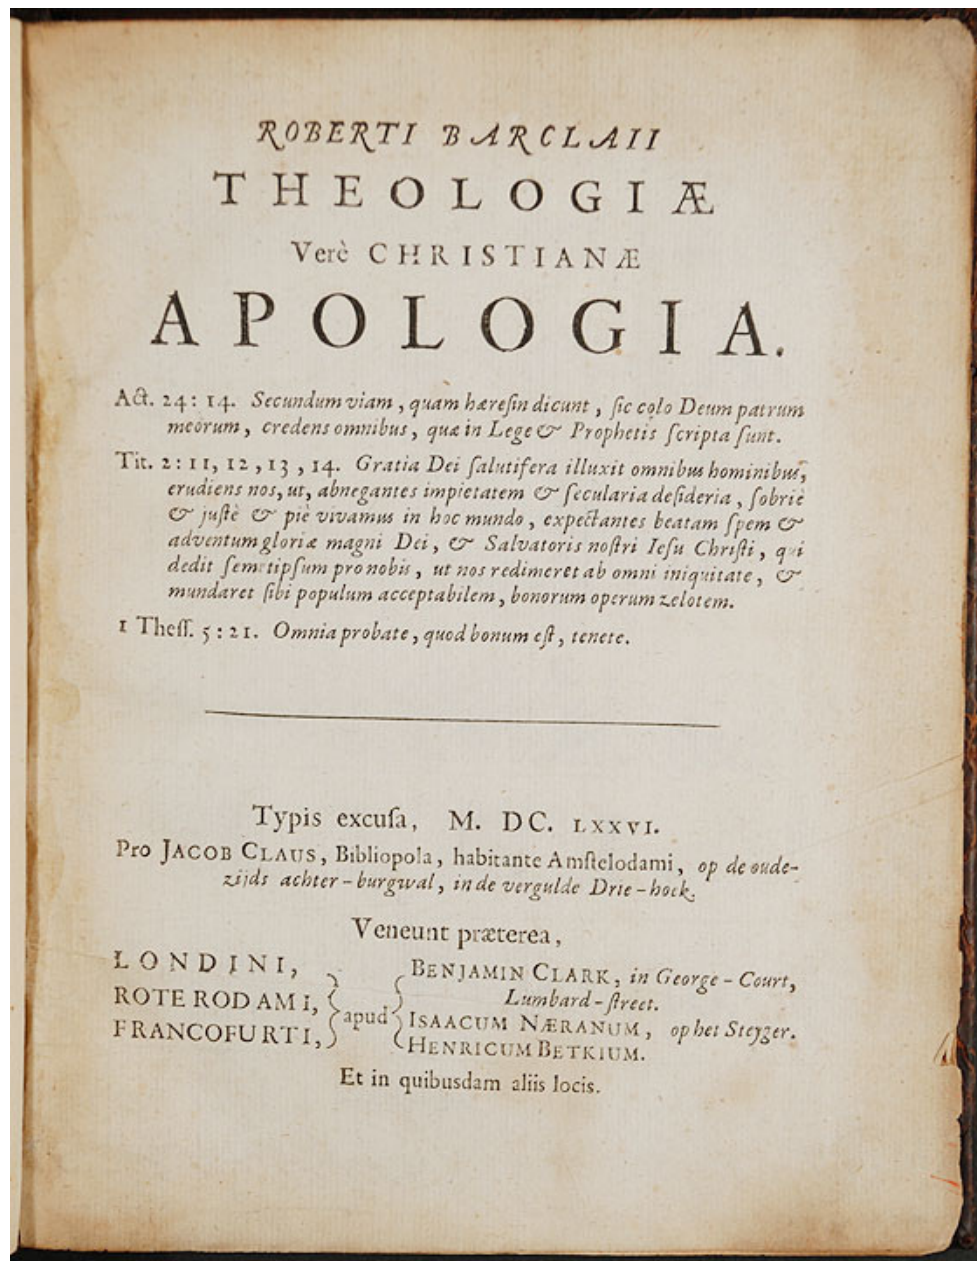 ROBERTI BARCLAII
THEOLOGIÆ
Verè CHRISTIANÆ
APOLOGIA.
Act. 24: 14. Secundum viam, quam hæreſin dicunt, ſic colo Deum patrum
meorum, credens omnibus, quæ in Lege & Prophetis ſcripta ſunt.
Tit. 2: 11, 12, 13, 14. Gratia Dei ſalutifera illuxit omnibus hominibus,
erudiens nos, ut, abnegantes impietatem & ſecularia deſideria, ſobriè
& juſtè & piè vivamus in hoc mundo, expectantes beatam ſpem &
adventum gloriæ magni Dei, & Salvatoris noſtri Ieſu Chriſti, qui
dedit ſemetipſum pro nobis, ut nos redimeret ab omni iniquitate, &
mundaret ſibi populum acceptabilem, bonorum operum zelotem.
1 Theſſ. 5: 21. Omnia probate, quod bonum eſt, tenete.
Typis excuſa, M. DC. LXXVI.
Pro JACOB CLAUS, Bibliopola, habitante Amſtelodami, op de oude-
zijds achter-burgwal, in de vergulde Drie-hoek.
Veneunt præterea,
LONDINI, apud BENJAMIN CLARK, in George-Court,
Lumbard-ſtreet.
ROTERODAMI, ISAACUM NÆRANUM, op het Steyger.
FRANCOFURTI, HENRICUM BETKIUM.
Et in quibusdam aliis locis.